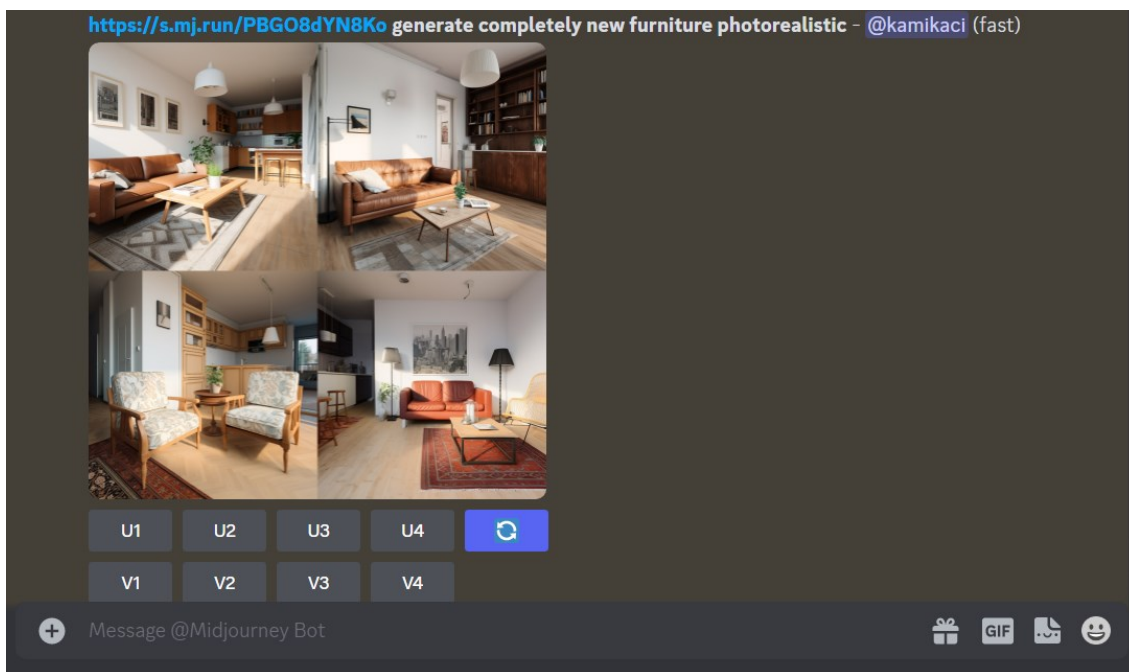 https://s.mj.run/PBGO8dYN8Ko generate completely new furniture photorealistic - @kamikaci (fast)
U1 U2 U3 U4
V1 V2 V3 V4
Message @Midjourney Bot GIF